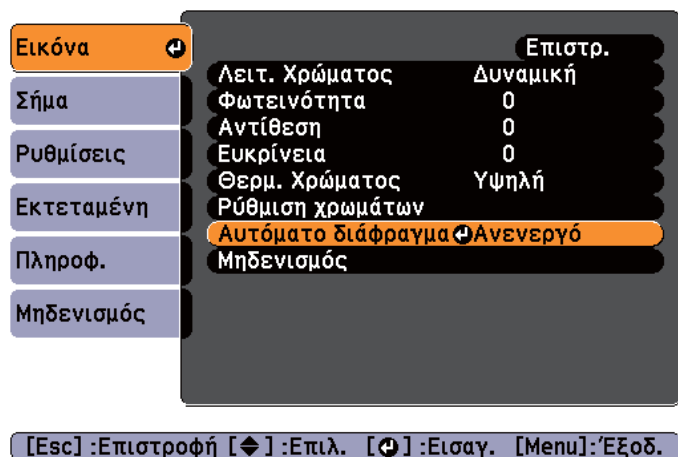 Εικόνα
Σήμα
Ρυθμίσεις
Εκτεταμένη
Πληροφ.
Μηδενισμός
Επιστρ.
Λειτ. Χρώματος Δυναμική
Φωτεινότητα 0
Αντίθεση 0
Ευκρίνεια 0
Θερμ. Χρώματος Υψηλή
Ρύθμιση χρωμάτων
Αυτόματο διάφραγμα Ανενεργό
Μηδενισμός
[Esc] :Επιστροφή [ ] :Επιλ. [ ] :Εισαγ. [Menu]:Έξοδ.